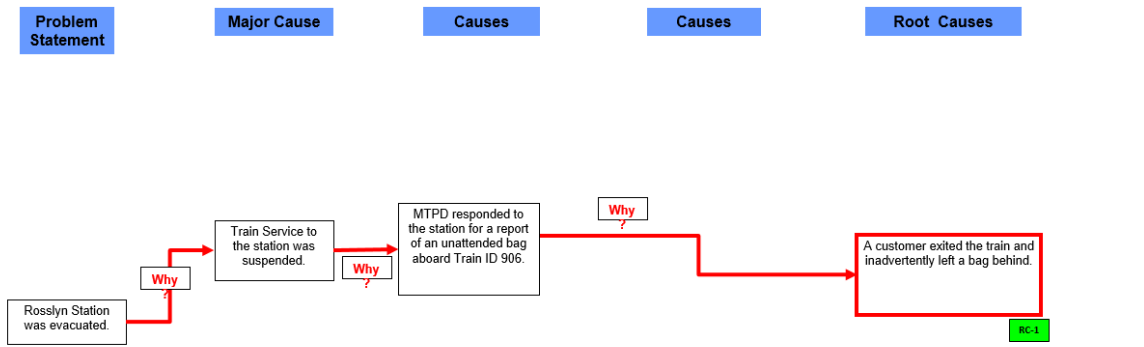 Problem
Statement
Major Cause
Causes
Causes
Root Causes
Rosslyn Station
was evacuated.
Why
?
Train Service to
the station was
suspended.
Why
?
MTPD responded to
the station for a report
of an unattended bag
aboard Train ID 906.
Why
?
A customer exited the train and
inadvertently left a bag behind.
RC-1